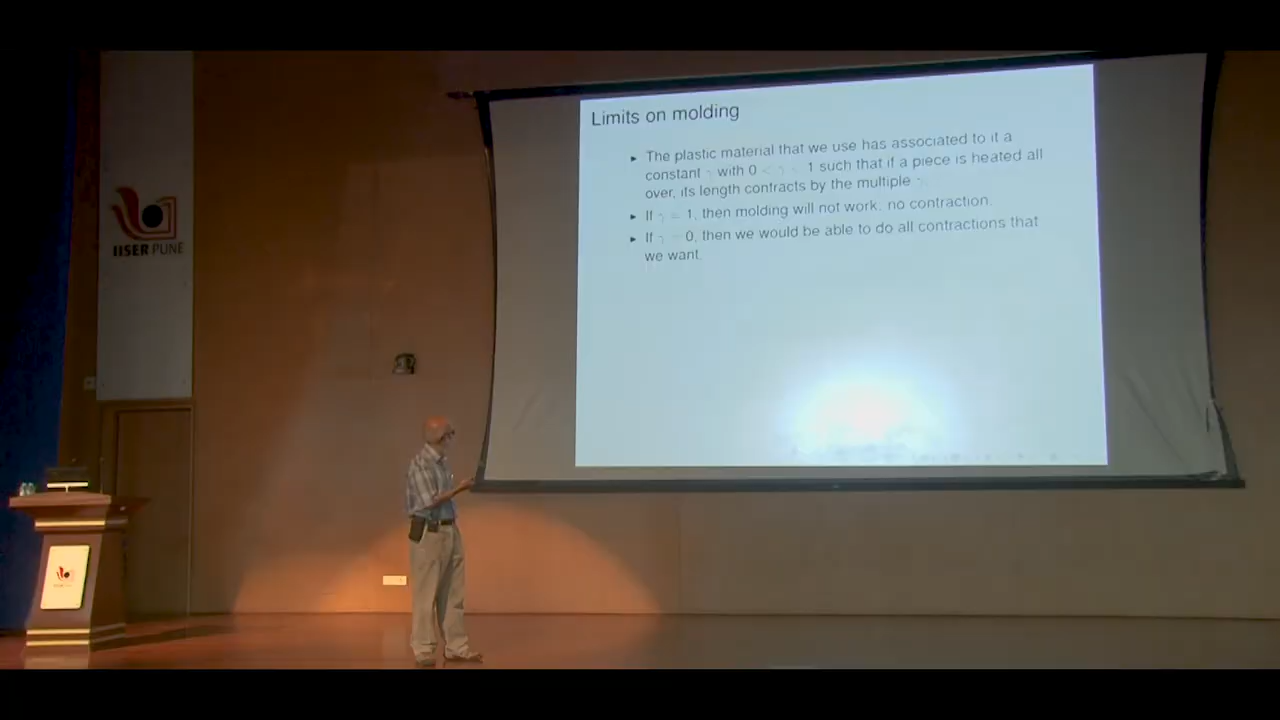 IISER PUNE
Limits on molding
▸ The plastic material that we use has associated to it a
constant γ with 0 < γ < 1 such that if a piece is heated all
over, its length contracts by the multiple γ.
▸ If γ = 1, then molding will not work, no contraction.
▸ If γ = 0, then we would be able to do all contractions that
we want.